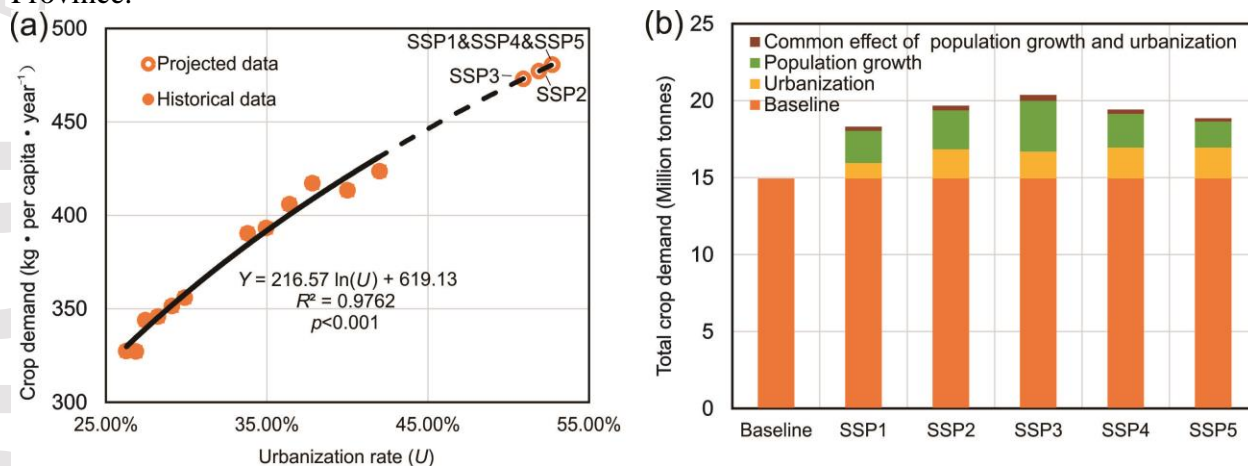 Province.
(a)
500
450
400
350
300
Crop demand (kg • per capita • year⁻¹)
Projected data
Historical data
SSP1&SSP4&SSP5
SSP3
SSP2
Y = 216.57 ln(U) + 619.13
R² = 0.9762
p<0.001
25.00% 35.00% 45.00% 55.00%
Urbanization rate (U)
(b)
25
20
15
10
5
0
Total crop demand (Million tonnes)
Common effect of population growth and urbanization
Population growth
Urbanization
Baseline
Baseline SSP1 SSP2 SSP3 SSP4 SSP5